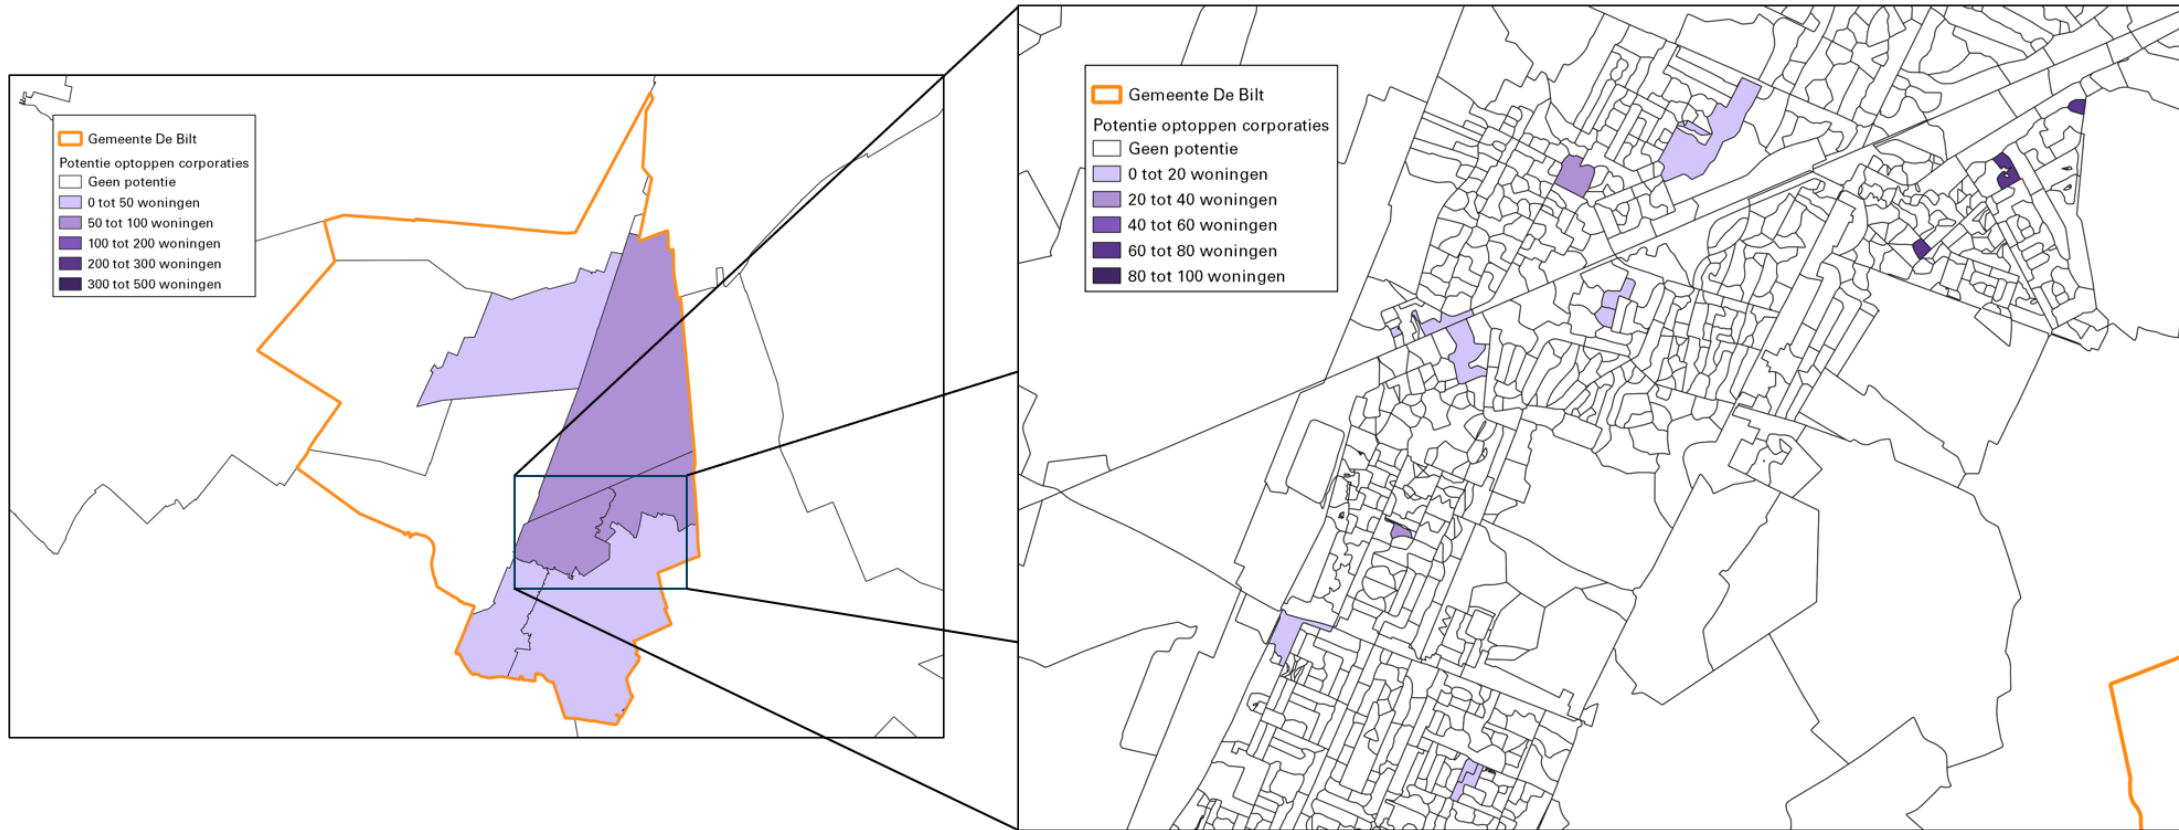 Gemeente De Bilt
Potentie optoppen corporaties
Geen potentie
0 tot 50 woningen
50 tot 100 woningen
100 tot 200 woningen
200 tot 300 woningen
300 tot 500 woningen
Gemeente De Bilt
Potentie optoppen corporaties
Geen potentie
0 tot 20 woningen
20 tot 40 woningen
40 tot 60 woningen
60 tot 80 woningen
80 tot 100 woningen